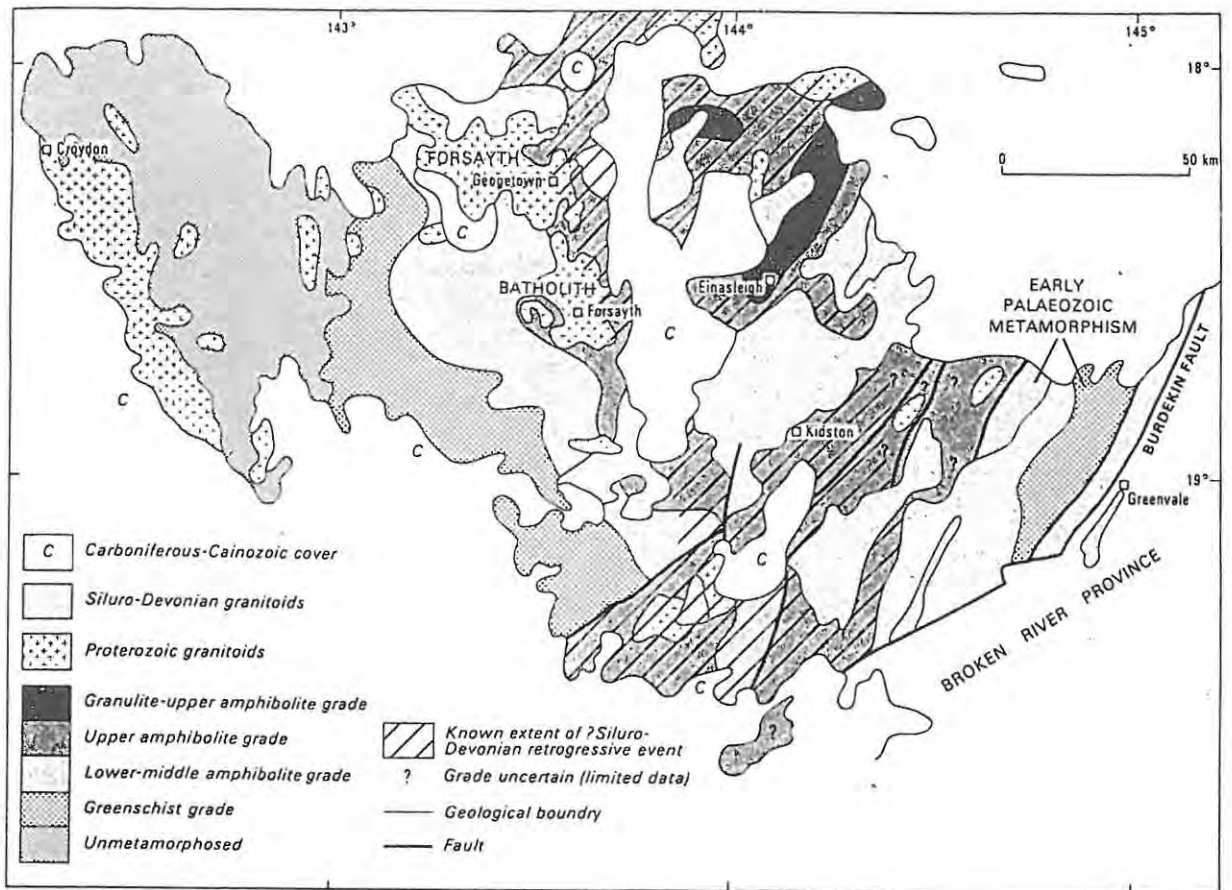 143°
144°
145°
18°
C
Croydon
FORSAYTH
Geogetown
0
50 km
C
BATHOLITH
Forsayth
Einasleigh
C
EARLY
PALAEOZOIC
METAMORPHISM
BURDEKIN FAULT
C
C
?
?
?
?
Kidston
?
?
19°
Greenvale
C
BROKEN RIVER PROVINCE
C
?
C Carboniferous-Cainozoic cover
Siluro-Devonian granitoids
Proterozoic granitoids
Granulite-upper amphibolite grade
Upper amphibolite grade
Lower-middle amphibolite grade
Greenschist grade
Unmetamorphosed
Known extent of ?Siluro-
Devonian retrogressive event
? Grade uncertain (limited data)
Geological boundry
Fault